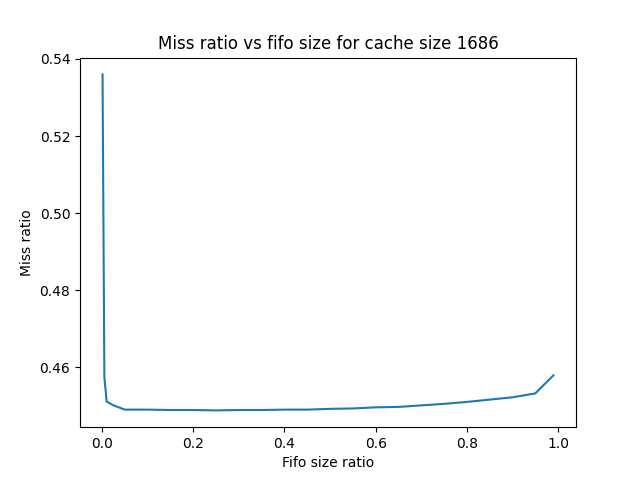 Miss ratio vs fifo size for cache size 1686
0.54
0.52
0.50
0.48
0.46
Miss ratio
0.0 0.2 0.4 0.6 0.8 1.0
Fifo size ratio